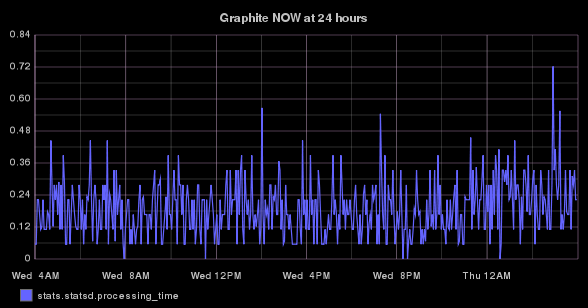 Graphite NOW at 24 hours
0.84
0.72
0.60
0.48
0.36
0.24
0.12
0
Wed 4AM Wed 8AM Wed 12PM Wed 4PM Wed 8PM Thu 12AM
stats.statsd.processing_time